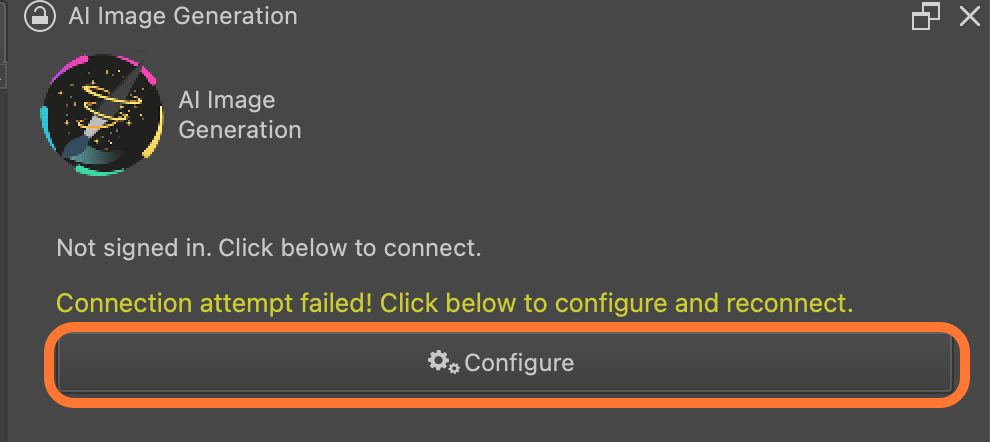 AI Image Generation
AI Image
Generation
Not signed in. Click below to connect.
Connection attempt failed! Click below to configure and reconnect.
Configure